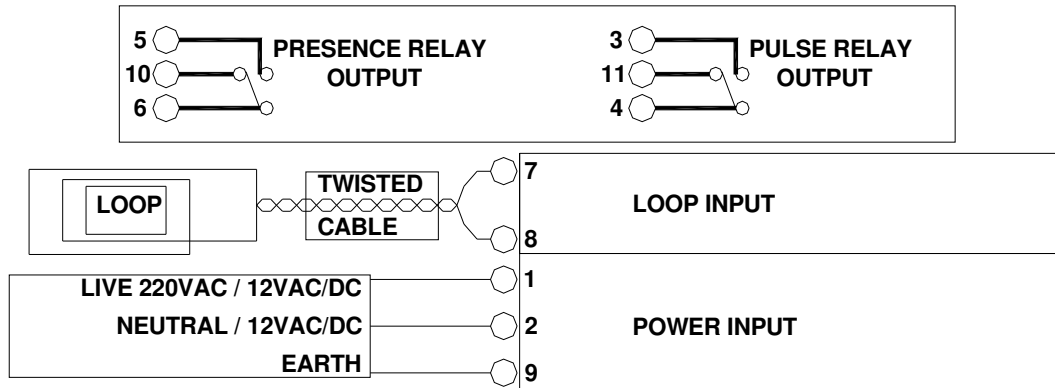 5 PRESENCE RELAY 3 PULSE RELAY
10 OUTPUT 11 OUTPUT
6 4
TWISTED 7
LOOP LOOP INPUT
CABLE 8
LIVE 220VAC / 12VAC/DC 1
NEUTRAL / 12VAC/DC 2 POWER INPUT
EARTH 9